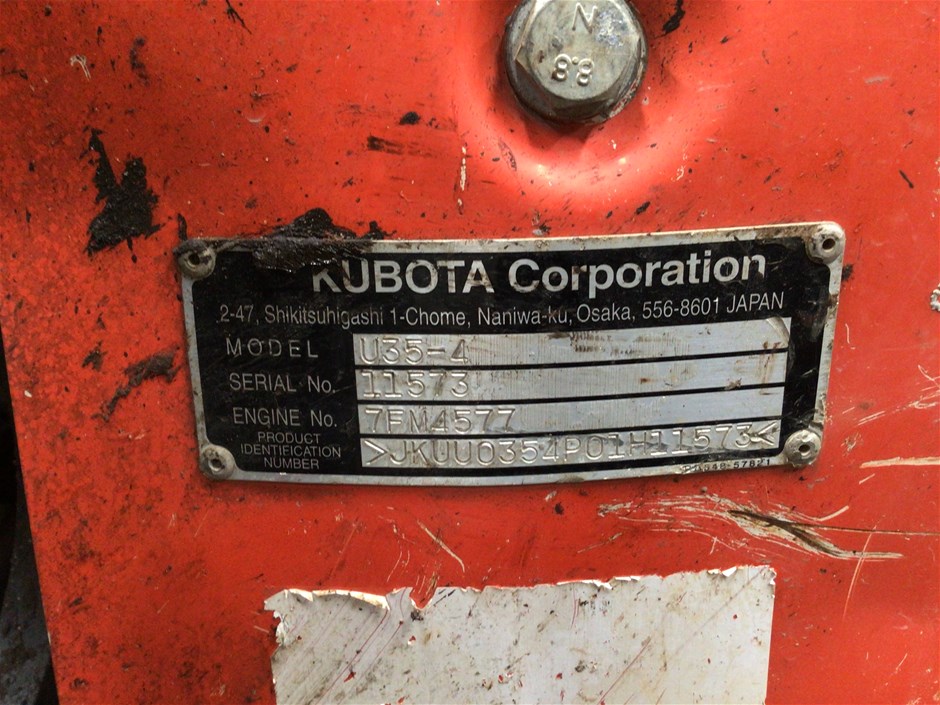 N
8.8
KUBOTA Corporation
2-47, Shikitsuhigashi 1-Chome, Naniwa-ku, Osaka, 556-8601 JAPAN
MODEL U35-4
SERIAL No. 11573
ENGINE No. 7FM4577
PRODUCT
IDENTIFICATION
NUMBER
>JKUU0354P01H11573<